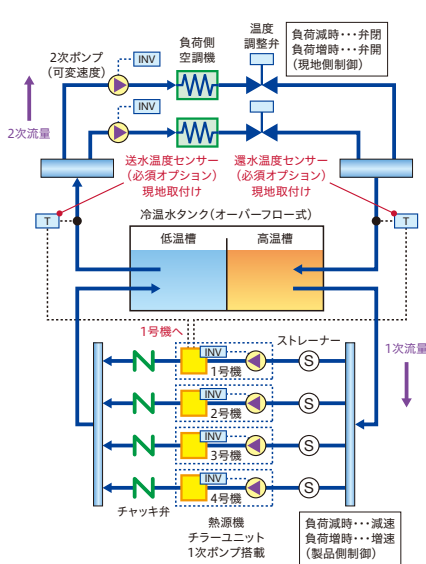 2次ポンプ
(可変速度)
INV
負荷側
空調機
温度
調整弁
負荷減時・・・弁閉
負荷増時・・・弁開
(現地側制御)
INV
2次流量
送水温度センサー
(必須オプション)
現地取付け
還水温度センサー
(必須オプション)
現地取付け
T
T
冷温水タンク(オーバーフロー式)
低温槽
高温槽
1号機へ
ストレーナー
1次流量
INV
S
1号機
INV
S
2号機
INV
S
3号機
INV
S
4号機
チャッキ弁
熱源機
チラーユニット
1次ポンプ搭載
負荷減時・・・減速
負荷増時・・・増速
(製品側制御)